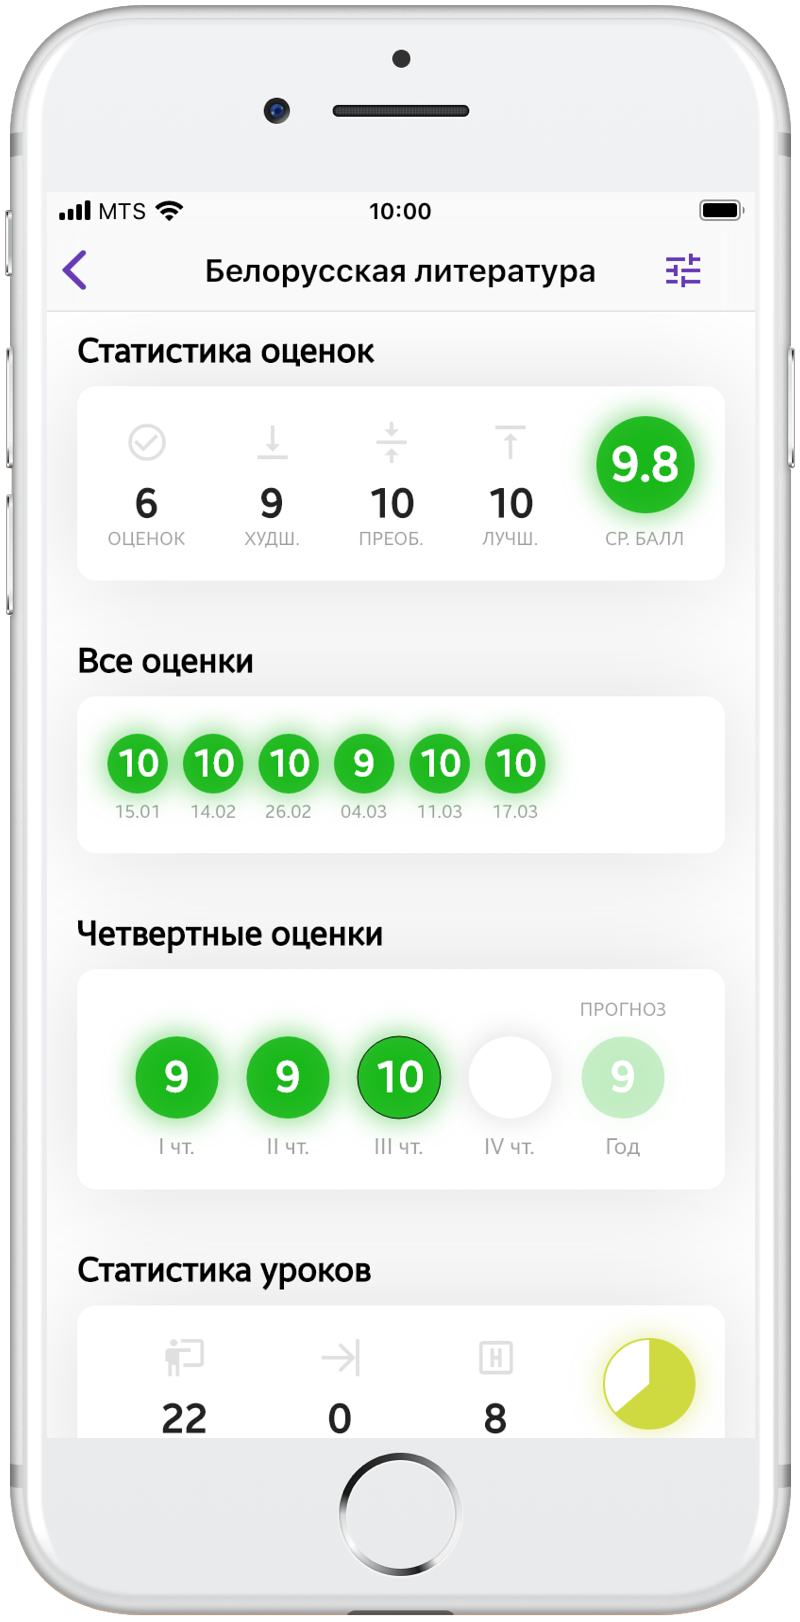 MTS 10:00
Белорусская литература
Статистика оценок
6 9 10 10 9.8
ОЦЕНОК ХУДШ. ПРЕОБ. ЛУЧШ. СР. БАЛЛ
Все оценки
10 10 10 9 10 10
15.01 14.02 26.02 04.03 11.03 17.03
Четвертные оценки
ПРОГНОЗ
9 9 10 9
I чт. II чт. III чт. IV чт. Год
Статистика уроков
H
22 0 8